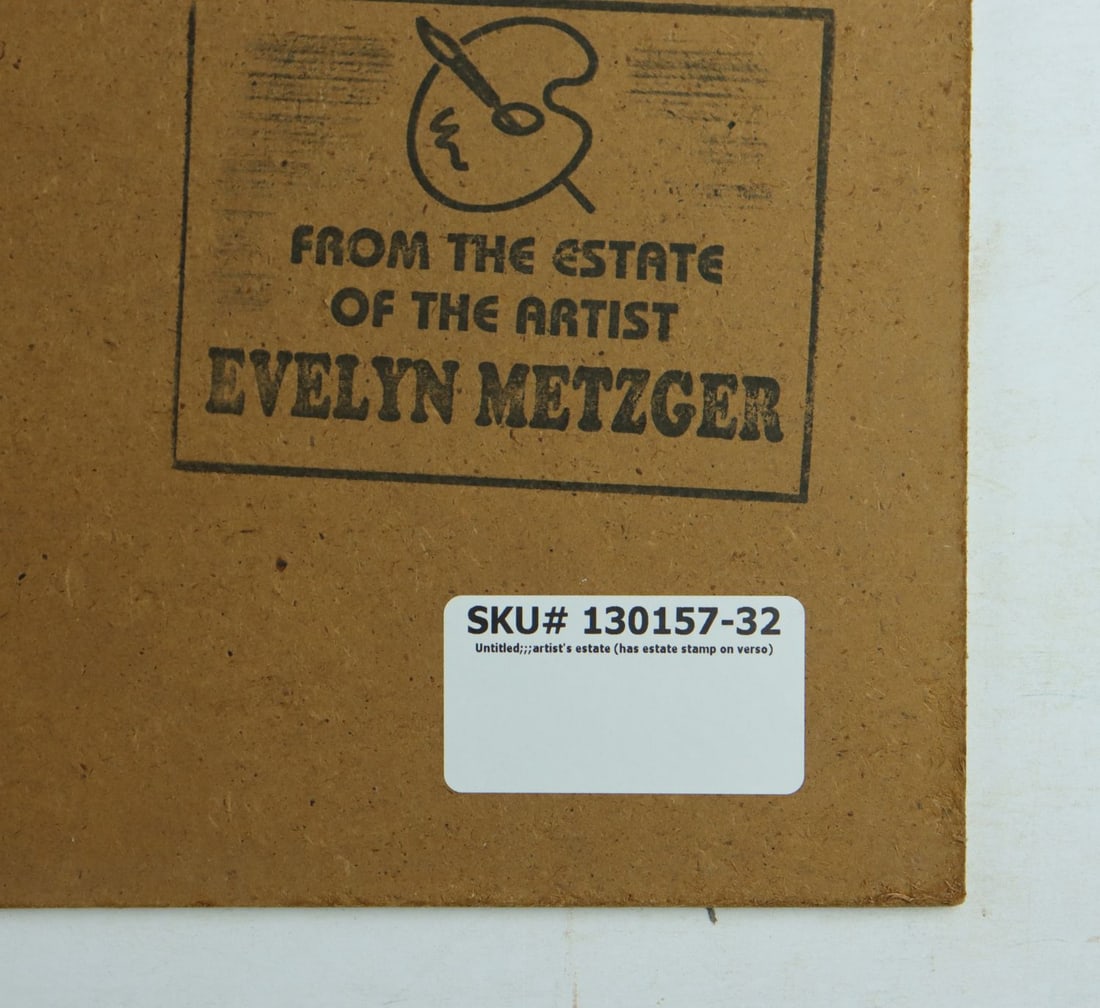 FROM THE ESTATE
OF THE ARTIST
EVELYN METZGER
SKU# 130157-32
Untitled;;;artist's estate (has estate stamp on verso)